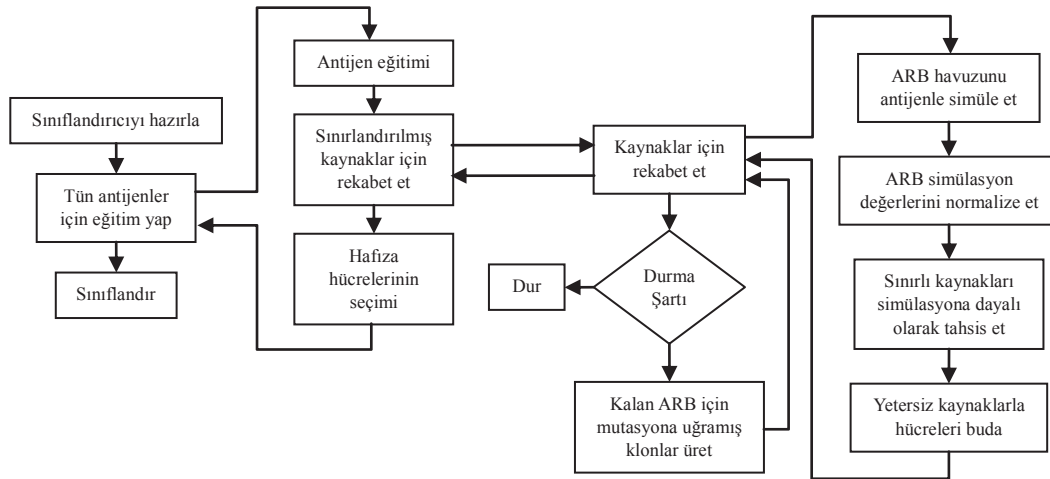 Sınıflandırıcıyı hazırla
Tün antijenler
için eğitim yap
Sınıflandır
Antijen eğitimi
Sınırlandırılmış
kaynaklar için
rekabet et
Hafıza
hücrelerinin
seçimi
Kaynaklar için
rekabet et
Durma
Şartı
Dur
Kalan ARB için
mutasyona uğramış
klonlar üret
ARB havuzunu
antijenle simüle et
ARB simülasyon
değerlerini normalize et
Sınırlı kaynakları
simülasyona dayalı
olarak tahsis et
Yetersiz kaynaklarla
hücreleri buda